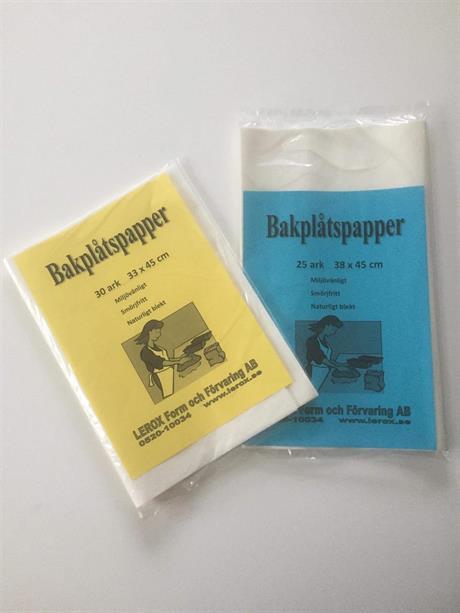 Bakplåtspapper
30 ark 33 x 45 cm
Miljövänligt
Smörjfritt
Naturligt blekt
LEROX Form och Förvaring AB
0520-10034 www.lerox.se
Bakplåtspapper
25 ark 38 x 45 cm
Miljövänligt
Smörjfritt
Naturligt blekt
Form och Förvaring AB
10034 www.lerox.se